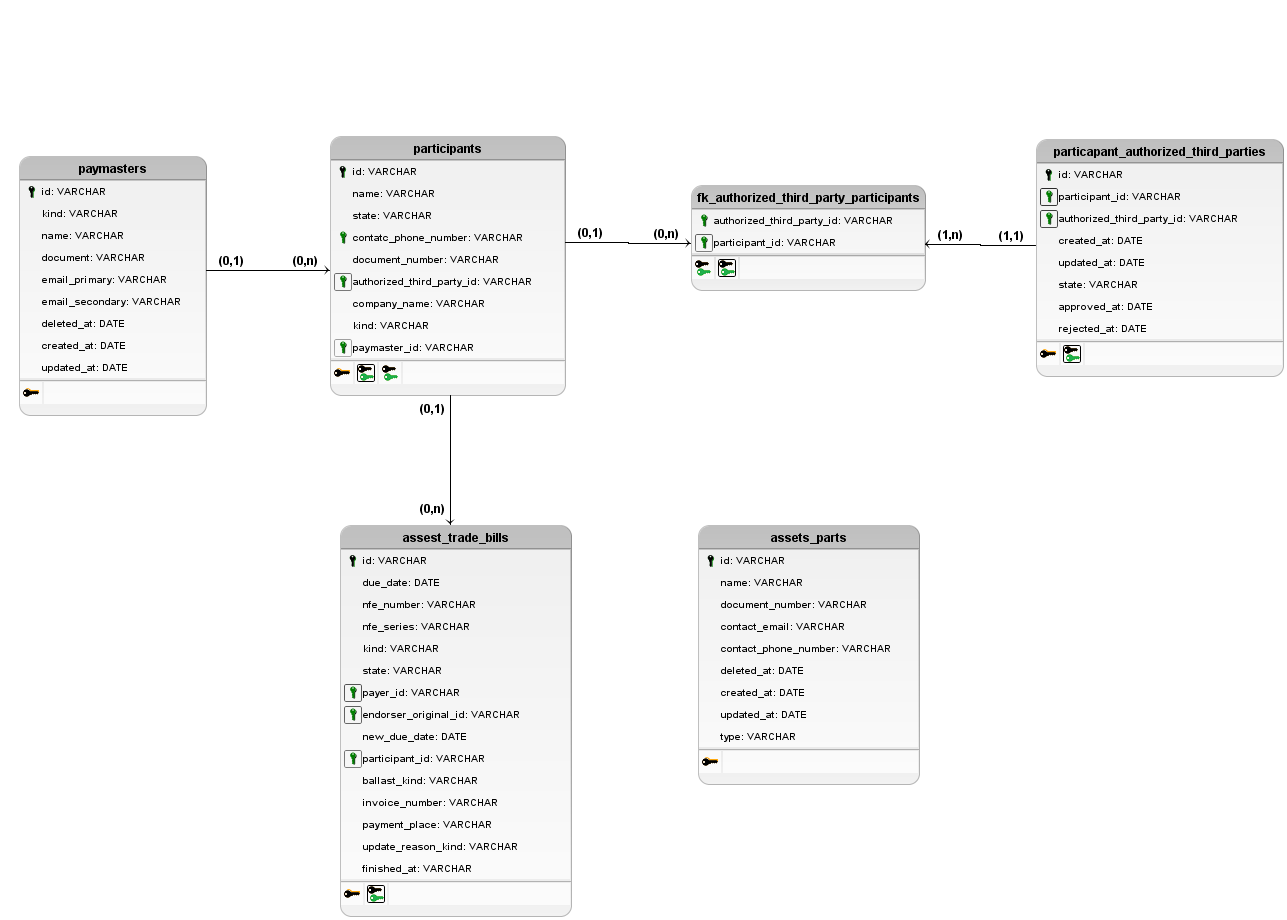 paymasters
id: VARCHAR
kind: VARCHAR
name: VARCHAR
document: VARCHAR
email_primary: VARCHAR
email_secondary: VARCHAR
deleted_at: DATE
created_at: DATE
updated_at: DATE
(0,1)
(0,n)
participants
id: VARCHAR
name: VARCHAR
state: VARCHAR
contatc_phone_number: VARCHAR
document_number: VARCHAR
authorized_third_party_id: VARCHAR
company_name: VARCHAR
kind: VARCHAR
paymaster_id: VARCHAR
(0,1)
(0,n)
fk_authorized_third_party_participants
authorized_third_party_id: VARCHAR
participant_id: VARCHAR
(1,n)
(1,1)
particapant_authorized_third_parties
id: VARCHAR
participant_id: VARCHAR
authorized_third_party_id: VARCHAR
created_at: DATE
updated_at: DATE
state: VARCHAR
approved_at: DATE
rejected_at: DATE
(0,1)
(0,n)
assest_trade_bills
id: VARCHAR
due_date: DATE
nfe_number: VARCHAR
nfe_series: VARCHAR
kind: VARCHAR
state: VARCHAR
payer_id: VARCHAR
endorser_original_id: VARCHAR
new_due_date: DATE
participant_id: VARCHAR
ballast_kind: VARCHAR
invoice_number: VARCHAR
payment_place: VARCHAR
update_reason_kind: VARCHAR
finished_at: VARCHAR
assets_parts
id: VARCHAR
name: VARCHAR
document_number: VARCHAR
contact_email: VARCHAR
contact_phone_number: VARCHAR
deleted_at: DATE
created_at: DATE
updated_at: DATE
type: VARCHAR